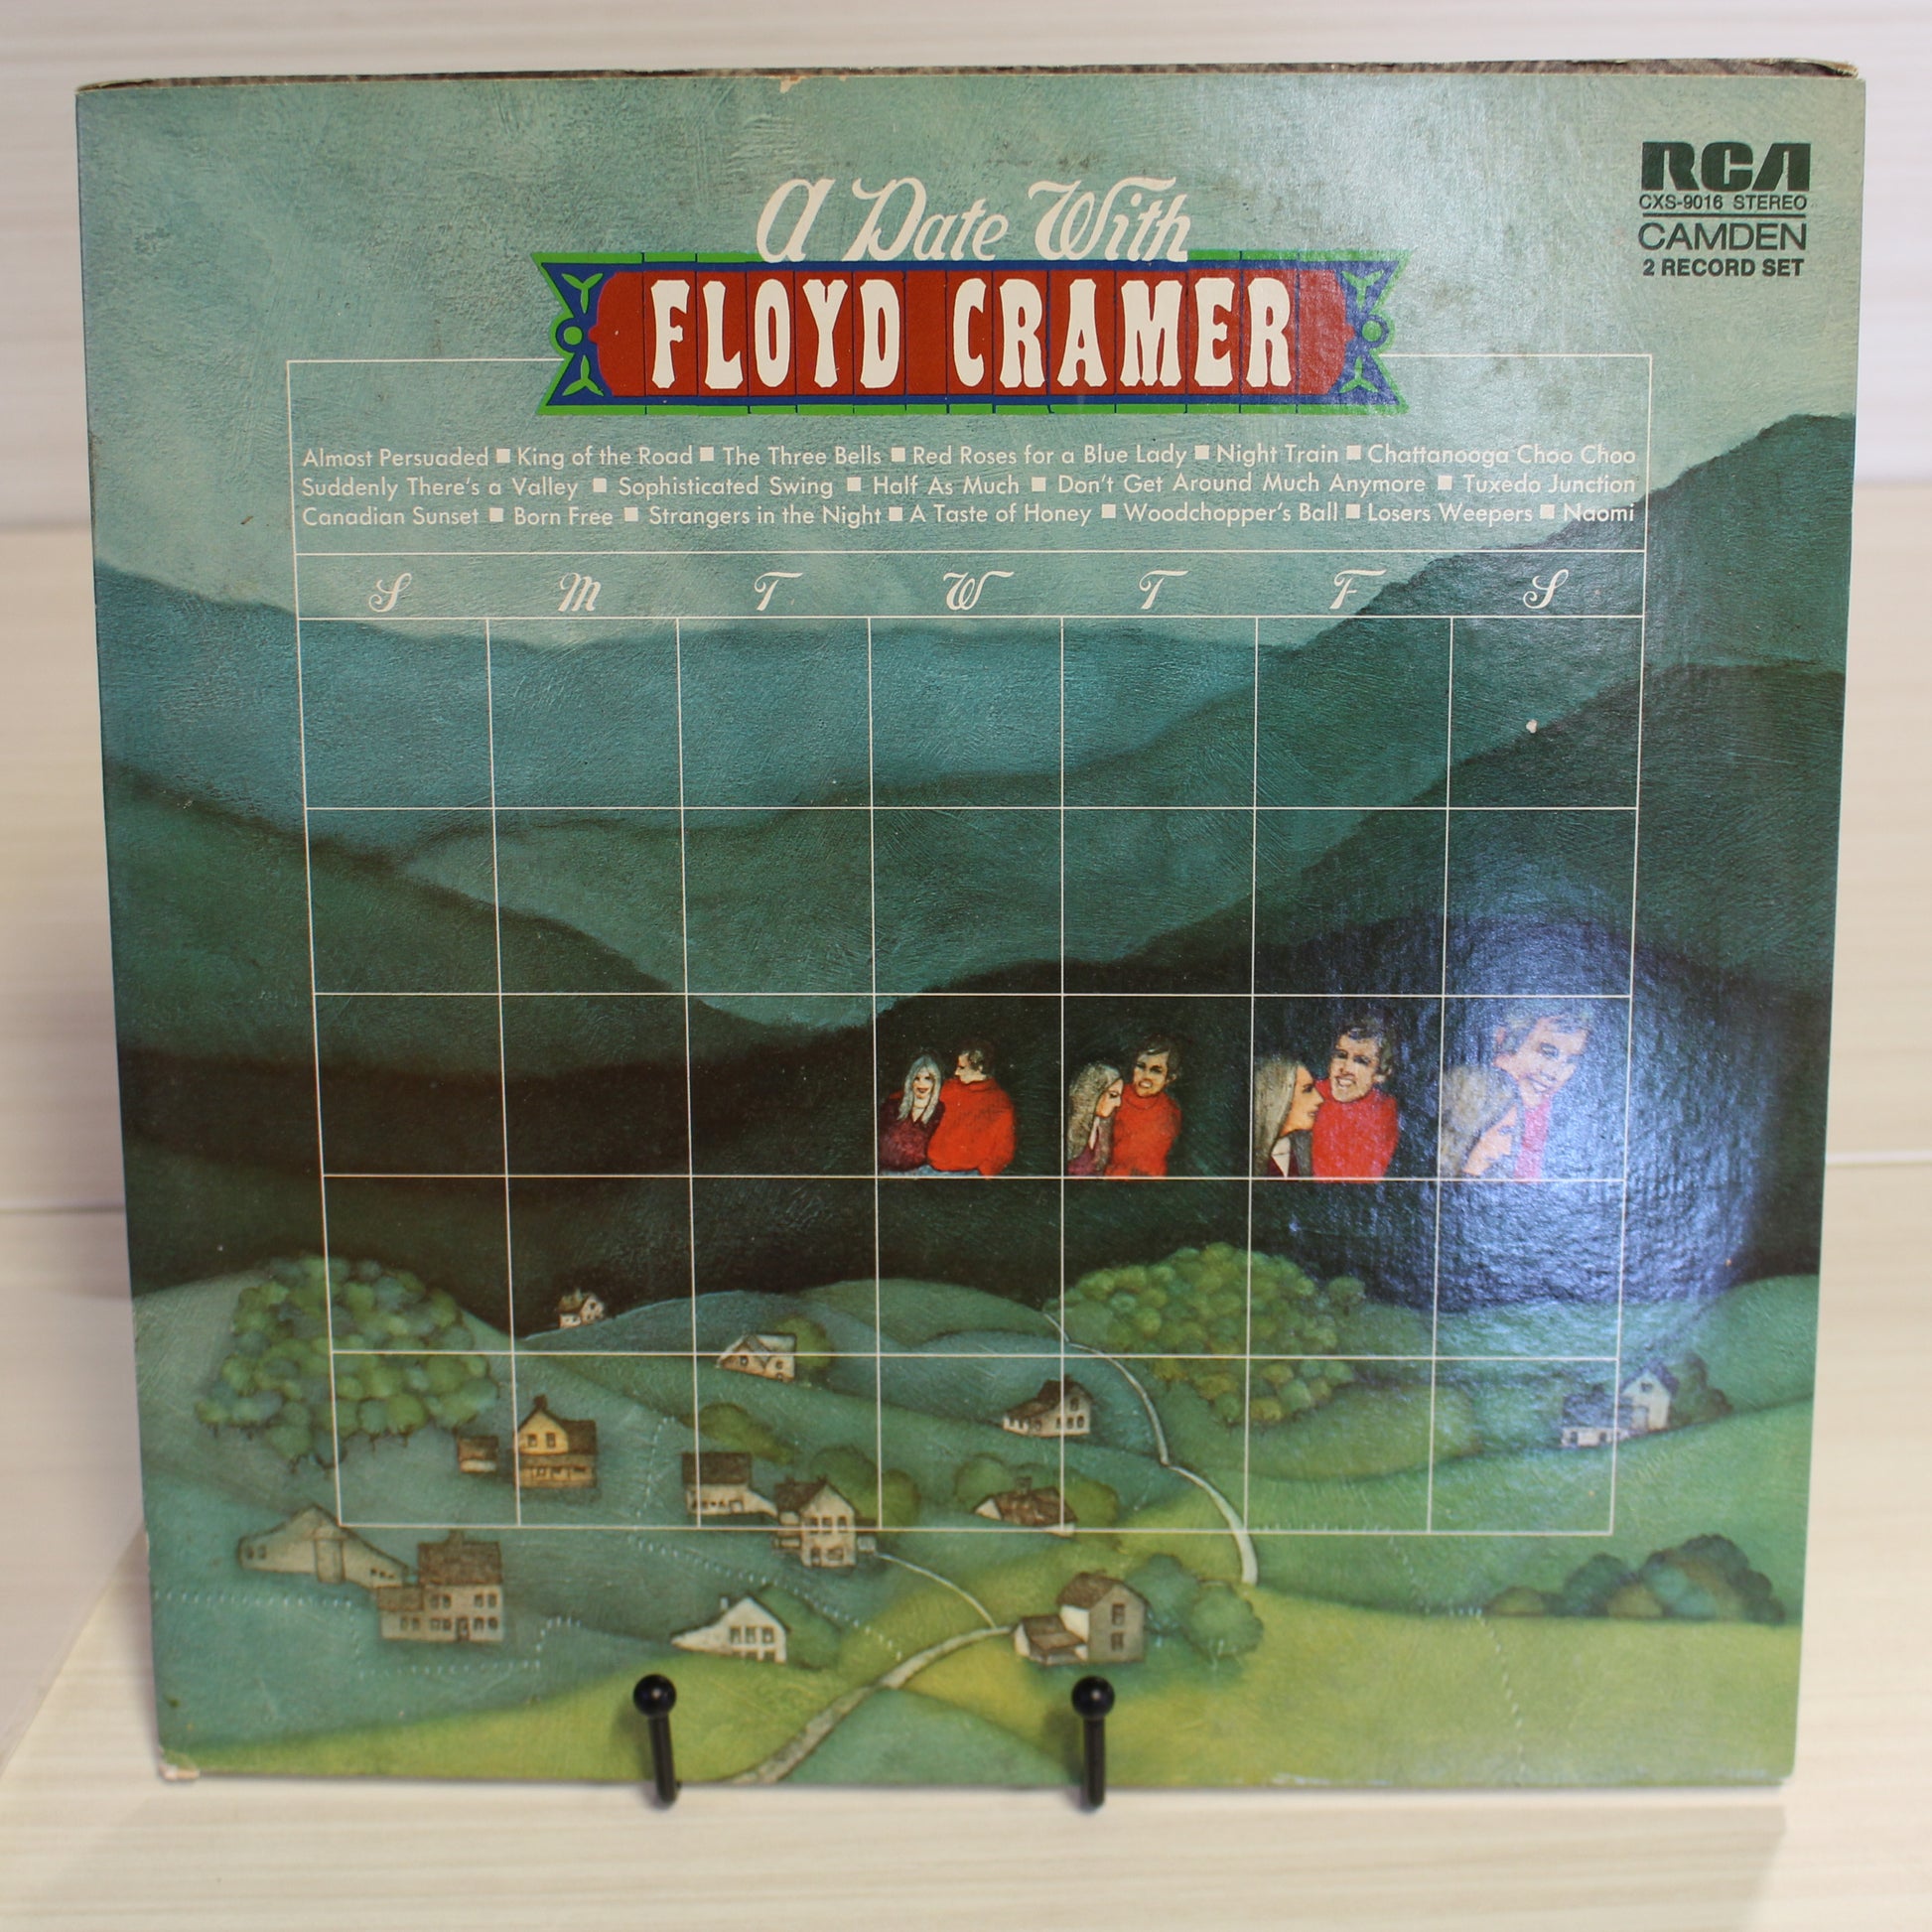 A Date With
FLOYD CRAMER
RCA
CXS-9016 STEREO
CAMDEN
2 RECORD SET
Almost Persuaded ■ King of the Road ■ The Three Bells ■ Red Roses for a Blue Lady ■ Night Train ■ Chattanooga Choo Choo
Suddenly There's a Valley ■ Sophisticated Swing ■ Half As Much ■ Don't Get Around Much Anymore ■ Tuxedo Junction
Canadian Sunset ■ Born Free ■ Strangers in the Night ■ A Taste of Honey ■ Woodchopper's Ball ■ Losers Weepers ■ Naomi
S M T W T F S